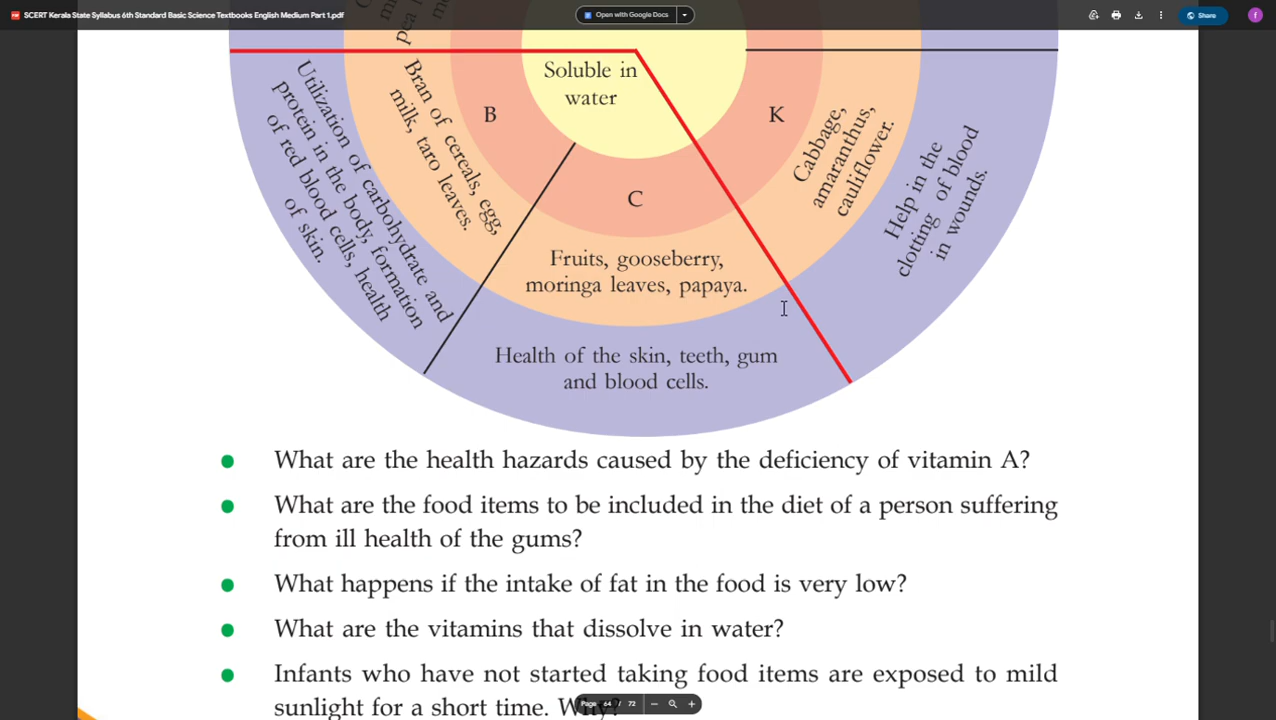 SCERT Kerala State Syllabus 6th Standard Basic Science Textbooks English Medium Part 1.pdf
Open with Google Docs
Share
f
pea
Soluble in
water
B
K
C
Utilization of carbohydrate and
protein in the body, formation
of red blood cells, health
of skin.
Bran of cereals, egg,
milk, taro leaves.
Cabbage,
amaranthus,
cauliflower.
Help in the
clotting of blood
in wounds.
Fruits, gooseberry,
moringa leaves, papaya.
Health of the skin, teeth, gum
and blood cells.
What are the health hazards caused by the deficiency of vitamin A?
What are the food items to be included in the diet of a person suffering
from ill health of the gums?
What happens if the intake of fat in the food is very low?
What are the vitamins that dissolve in water?
Infants who have not started taking food items are exposed to mild
sunlight for a short time. Why?
Page 64 / 72